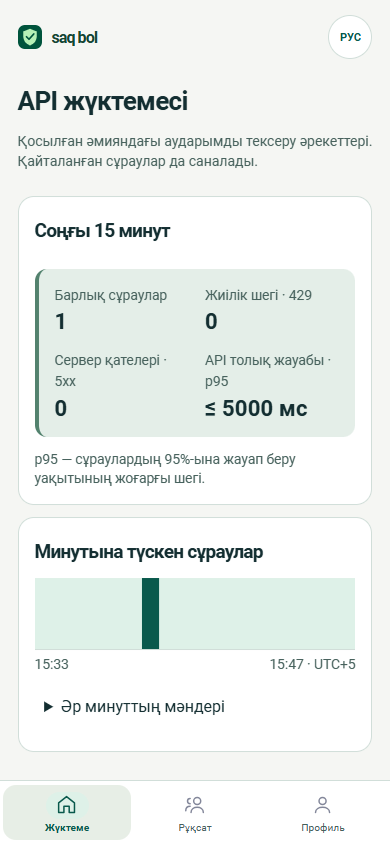 saq bol
РУС
API жүктемесі
Қосылған әмияндағы аударымды тексеру әрекеттері.
Қайталанған сұраулар да саналады.
Соңғы 15 минут
Барлық сұраулар
1
Жиілік шегі · 429
0
Сервер қателері ·
5xx
0
API толық жауабы ·
p95
≤ 5000 мс
p95 — сұраулардың 95%-ына жауап беру
уақытының жоғарғы шегі.
Минутына түскен сұраулар
15:33
15:47 · UTC+5
▶ Әр минуттың мәндері
Жүктеме
Рұқсат
Профиль